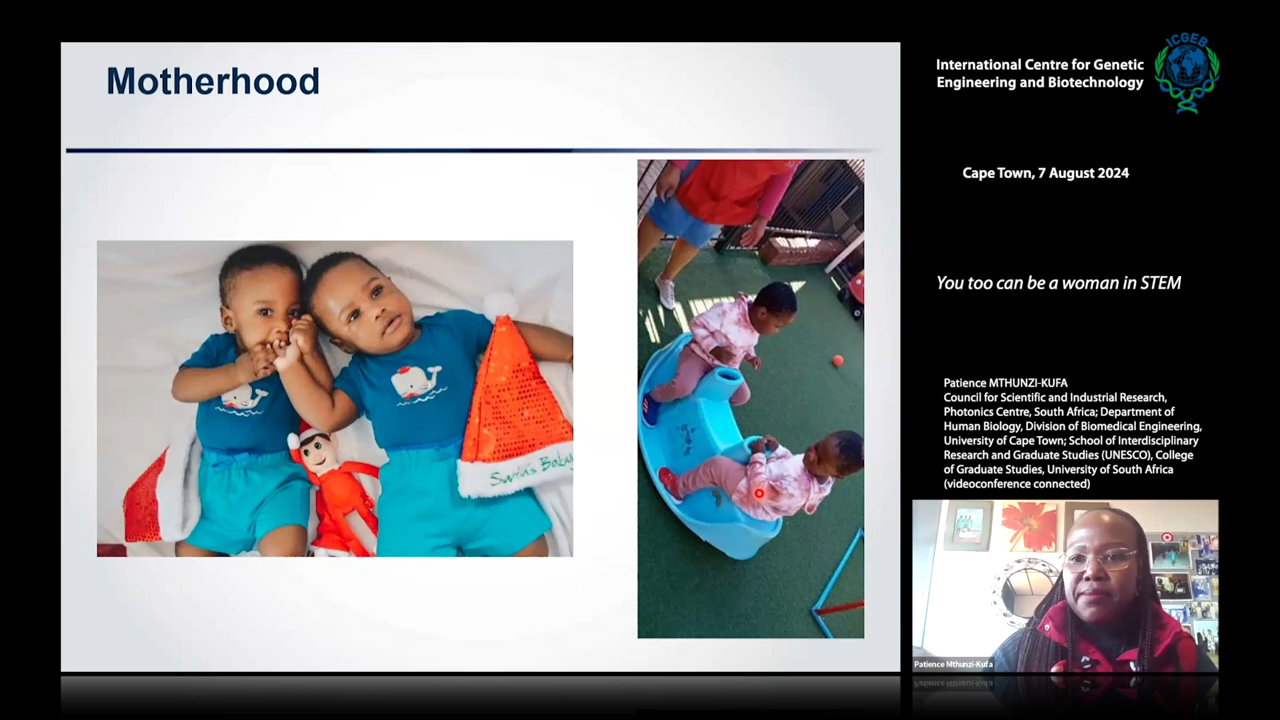 Motherhood
Santa's Baby
International Centre for Genetic
Engineering and Biotechnology
ICGEB
Cape Town, 7 August 2024
You too can be a woman in STEM
Patience MTHUNZI-KUFA
Council for Scientific and Industrial Research,
Photonics Centre, South Africa; Department of
Human Biology, Division of Biomedical Engineering,
University of Cape Town; School of Interdisciplinary
Research and Graduate Studies (UNESCO), College
of Graduate Studies, University of South Africa
(videoconference connected)
Patience Mthunzi-Kufa